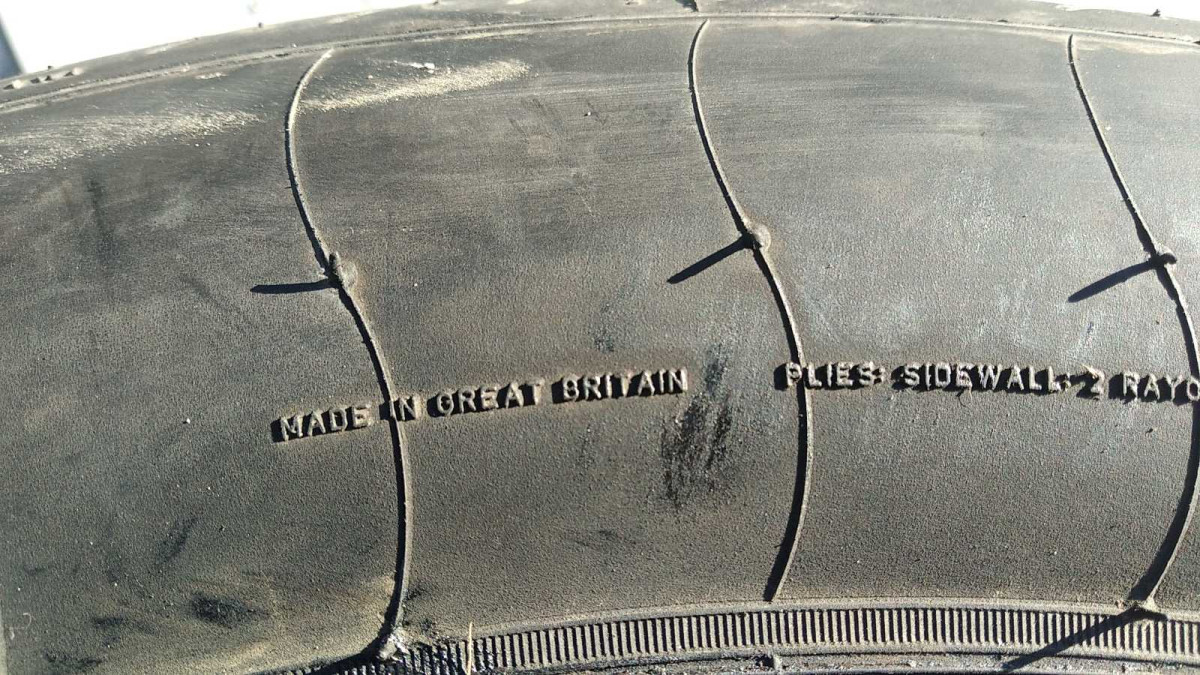 MADE IN GREAT BRITAIN
PLIES: SIDEWALL: 2